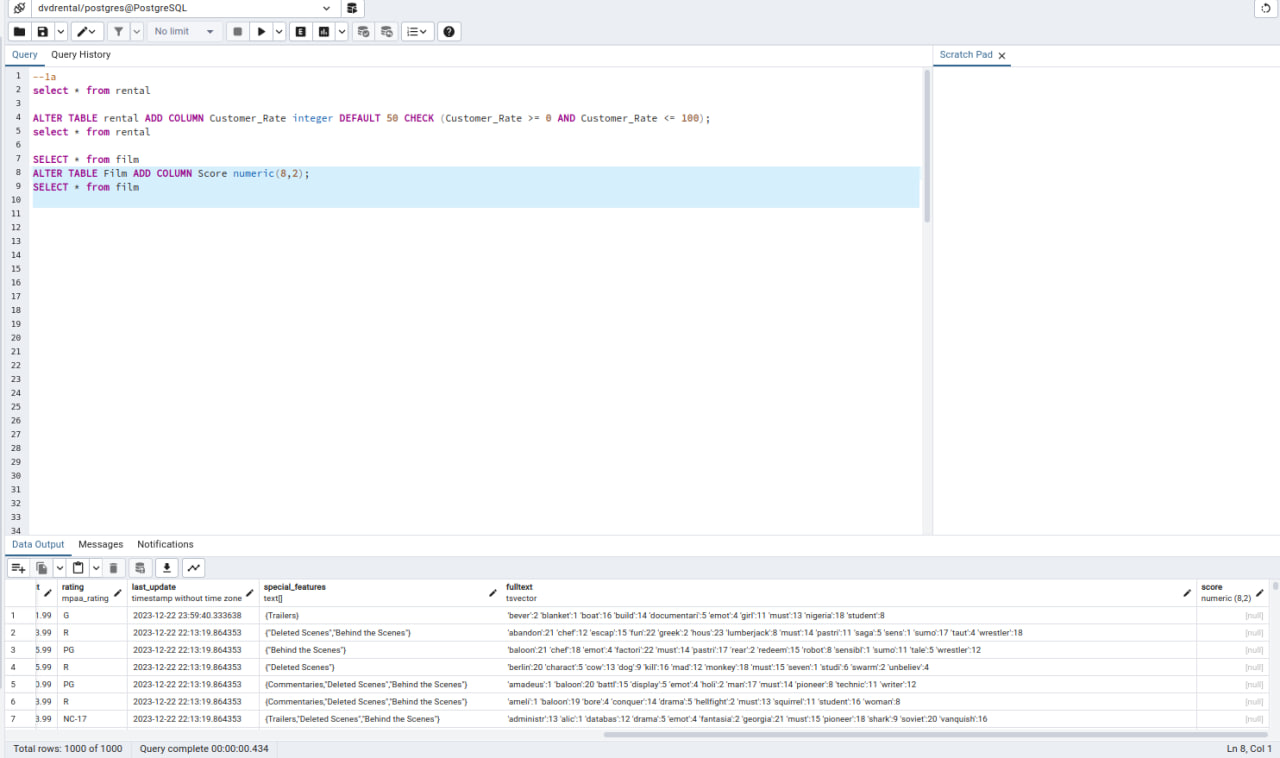 dvdrental/postgres@PostgreSQL
No limit
E
Query Query History
Scratch Pad
1 --1a
2 select * from rental
3
4 ALTER TABLE rental ADD COLUMN Customer_Rate integer DEFAULT 50 CHECK (Customer_Rate >= 0 AND Customer_Rate <= 100);
5 select * from rental
6
7 SELECT * from film
8 ALTER TABLE Film ADD COLUMN Score numeric(8,2);
9 SELECT * from film
10
11
12
13
14
15
16
17
18
19
20
21
22
23
24
25
26
27
28
29
30
31
32
33
34
Data Output Messages Notifications
t rating last_update special_features fulltext score
mpaa_rating timestamp without time zone text[] tsvector numeric (8,2)
1 1.99 G 2023-12-22 23:59:40.333638 {Trailers} 'bever':2 'blanket':1 'boat':16 'build':14 'documentari':5 'emot':4 'girl':11 'must':13 'nigeria':18 'student':8 [null]
2 3.99 R 2023-12-22 22:13:19.864353 {"Deleted Scenes","Behind the Scenes"} 'abandon':21 'chef':12 'escap':15 'fun':22 'greek':2 'hous':23 'lumberjack':8 'must':14 'pastri':11 'saga':5 'sens':1 'sumo':17 'taut':4 'wrestler':18 [null]
3 5.99 PG 2023-12-22 22:13:19.864353 {"Behind the Scenes"} 'baloon':21 'chef':18 'emot':4 'factori':22 'must':14 'pastri':17 'rear':2 'redeem':15 'robot':8 'sensibl':1 'sumo':11 'tale':5 'wrestler':12 [null]
4 5.99 R 2023-12-22 22:13:19.864353 {"Deleted Scenes"} 'berlin':20 'charact':5 'cow':13 'dog':9 'kill':16 'mad':12 'monkey':18 'must':15 'seven':1 'studi':6 'swarm':2 'unbeliev':4 [null]
5 0.99 PG 2023-12-22 22:13:19.864353 {Commentaries,"Deleted Scenes","Behind the Scenes"} 'amadeus':1 'baloon':20 'battl':15 'display':5 'emot':4 'holi':2 'man':17 'must':14 'pioneer':8 'technic':11 'writer':12 [null]
6 3.99 R 2023-12-22 22:13:19.864353 {Commentaries,"Deleted Scenes","Behind the Scenes"} 'ameli':1 'baloon':19 'bore':4 'conquer':14 'drama':5 'hellfight':2 'must':13 'squirrel':11 'student':16 'woman':8 [null]
7 3.99 NC-17 2023-12-22 22:13:19.864353 {Trailers,"Deleted Scenes","Behind the Scenes"} 'administr':13 'alic':1 'databas':12 'drama':5 'emot':4 'fantasia':2 'georgia':21 'must':15 'pioneer':18 'shark':9 'soviet':20 'vanquish':16 [null]
Total rows: 1000 of 1000 Query complete 00:00:00.434 Ln 8, Col 1